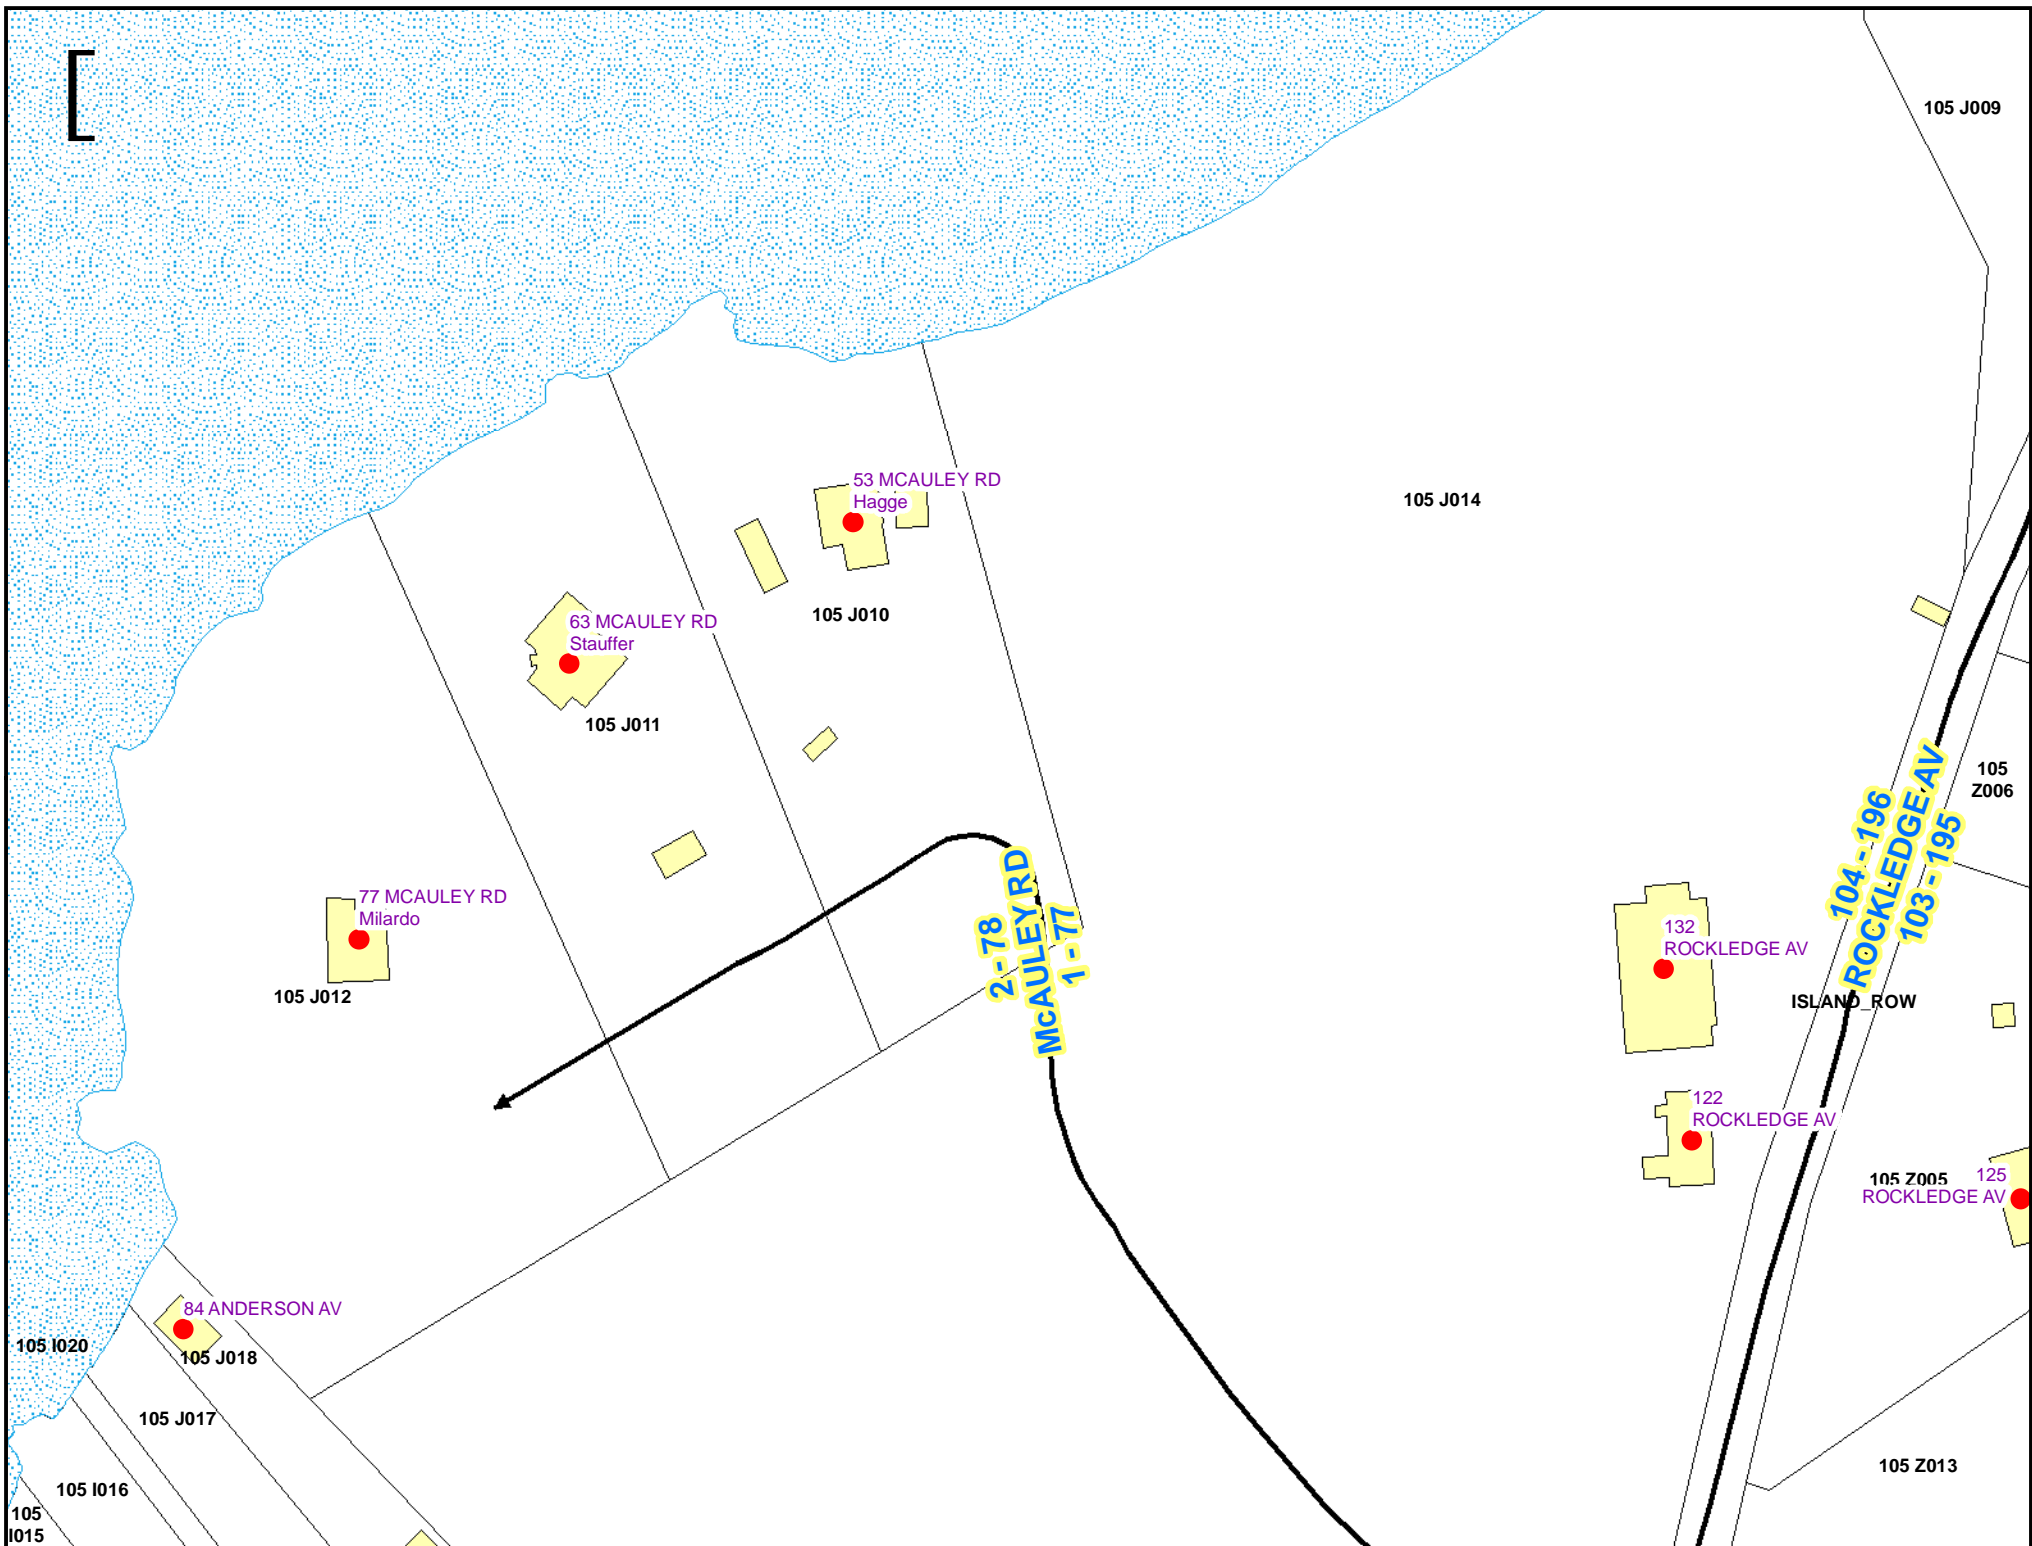 [
105 J009
53 MCAULEY RD
Hagge
105 J014
105 J010
63 MCAULEY RD
Stauffer
105 J011
105
Z006
104 - 196
ROCKLEDGE AV
103 - 195
77 MCAULEY RD
Milardo
105 J012
2 - 78
McAULEY RD
1 - 77
132
ROCKLEDGE AV
ISLAND_ROW
122
ROCKLEDGE AV
105 Z005
125
ROCKLEDGE AV
84 ANDERSON AV
105 J018
105 I020
105 J017
105 I016
105
I015
105 Z013